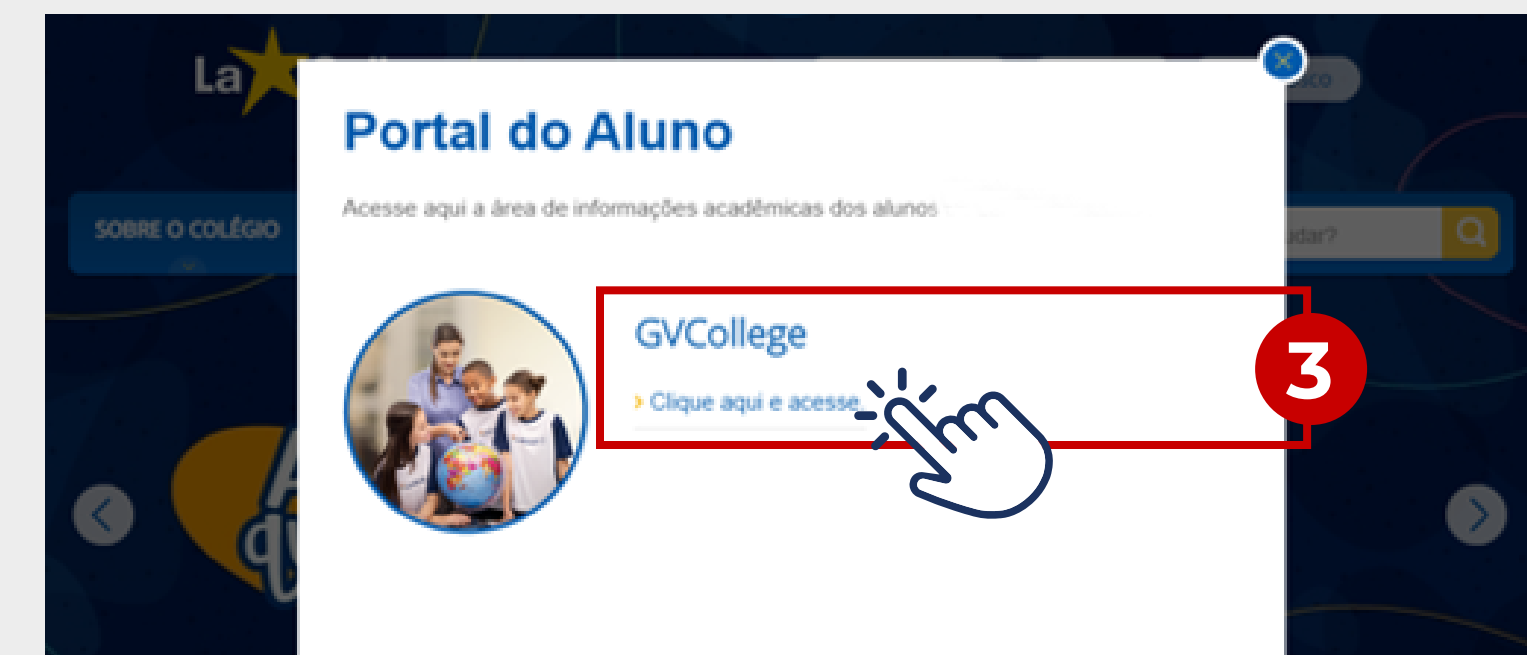 La
Portal do Aluno
Acesse aqui a área de informações acadêmicas dos alunos
SOBRE O COLÉGIO
udar?
GVCollege
Clique aqui e acesse.
3